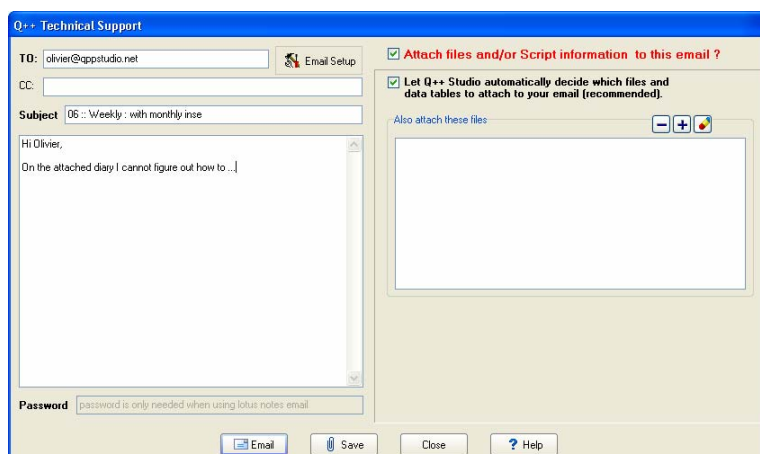 Q++ Technical Support
TO: olivier@qppstudio.net
Email Setup
CC:
Subject 06 :: Weekly : with monthly inse
Hi Olivier,
On the attached diary I cannot figure out how to ...
Password password is only needed when using lotus notes email
Attach files and/or Script information to this email ?
Let Q++ Studio automatically decide which files and
data tables to attach to your email (recommended).
Also attach these files
Email
Save
Close
? Help